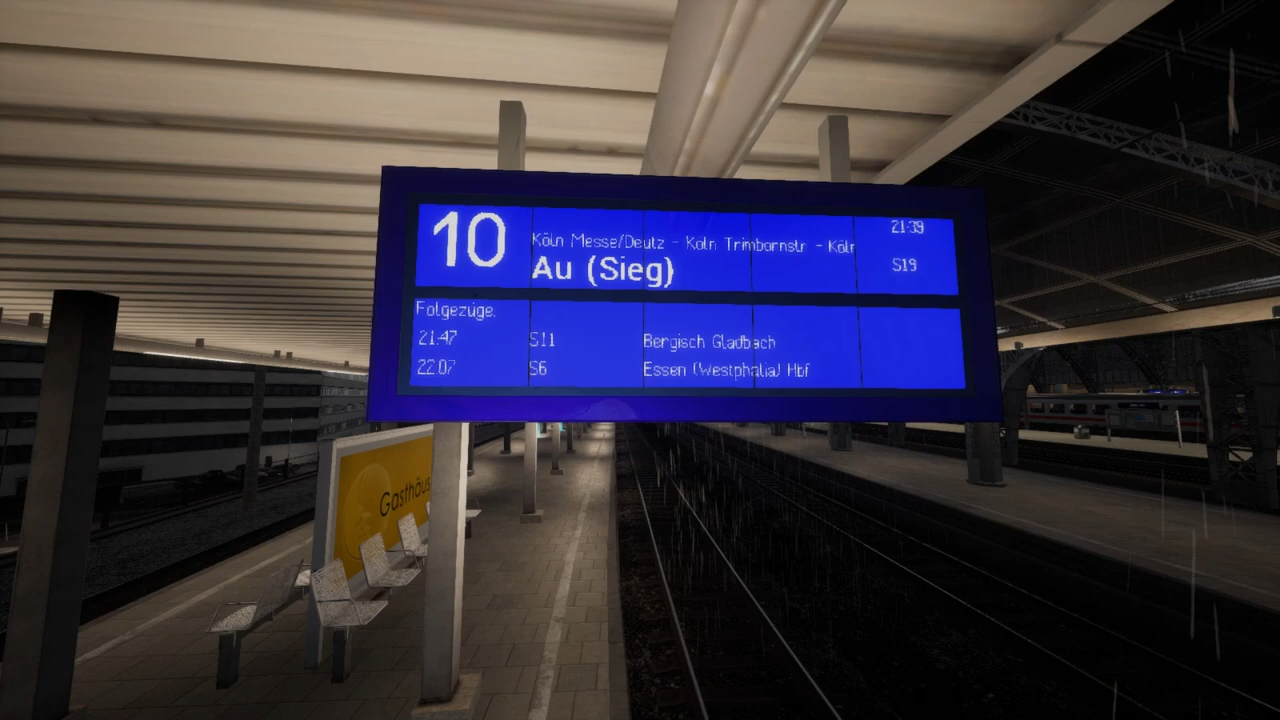 10
21:39
Köln Messe/Deutz - Köln Trimbornstr - Köln
Au (Sieg)
S19
Folgezüge:
21:47 S11 Bergisch Gladbach
22:07 S6 Essen (Westphalia) Hbf
Gasthaus